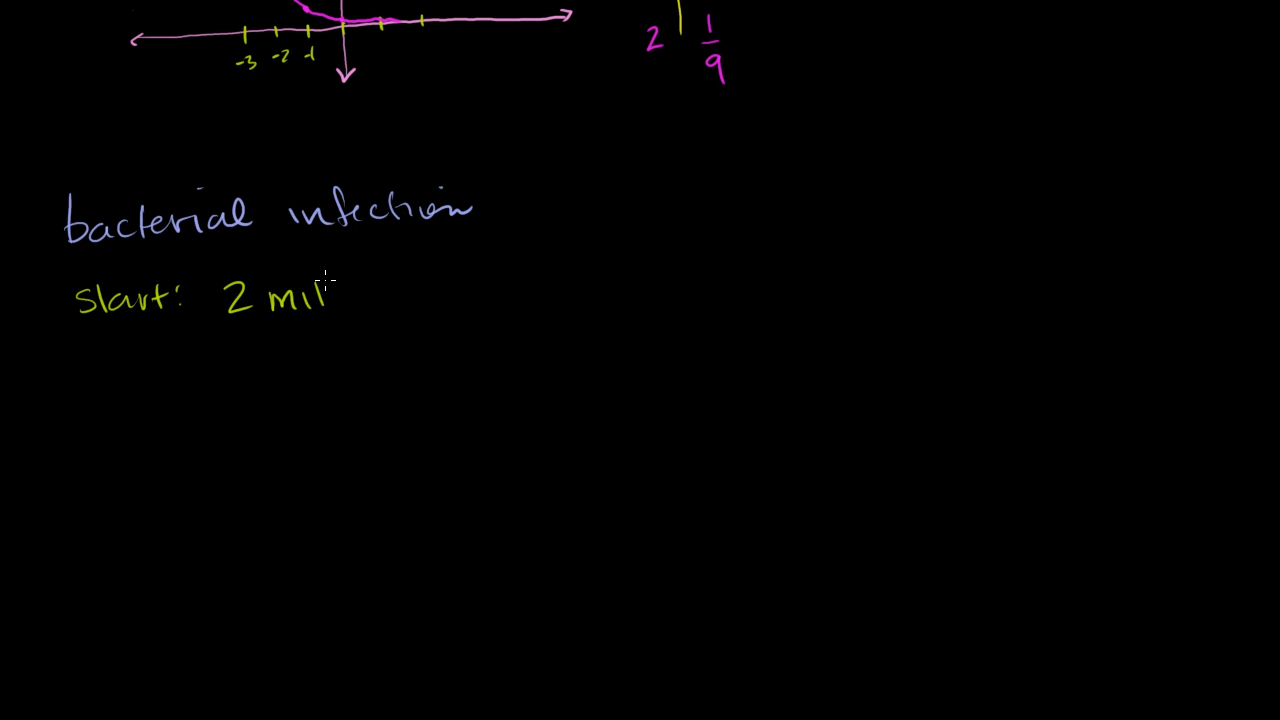 -3 -2 -1
2 1/9
bacterial infection
start: 2 mil